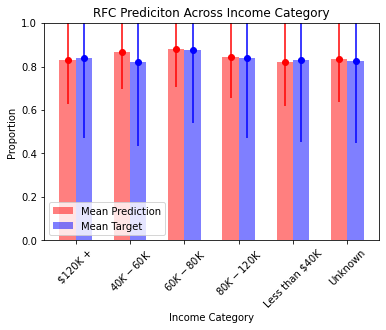 RFC Prediciton Across Income Category
Proportion
1.0
0.8
0.6
0.4
0.2
0.0
Mean Prediction
Mean Target
$120K +
40K − 60K
60K − 80K
80K − 120K
Less than $40K
Unknown
Income Category